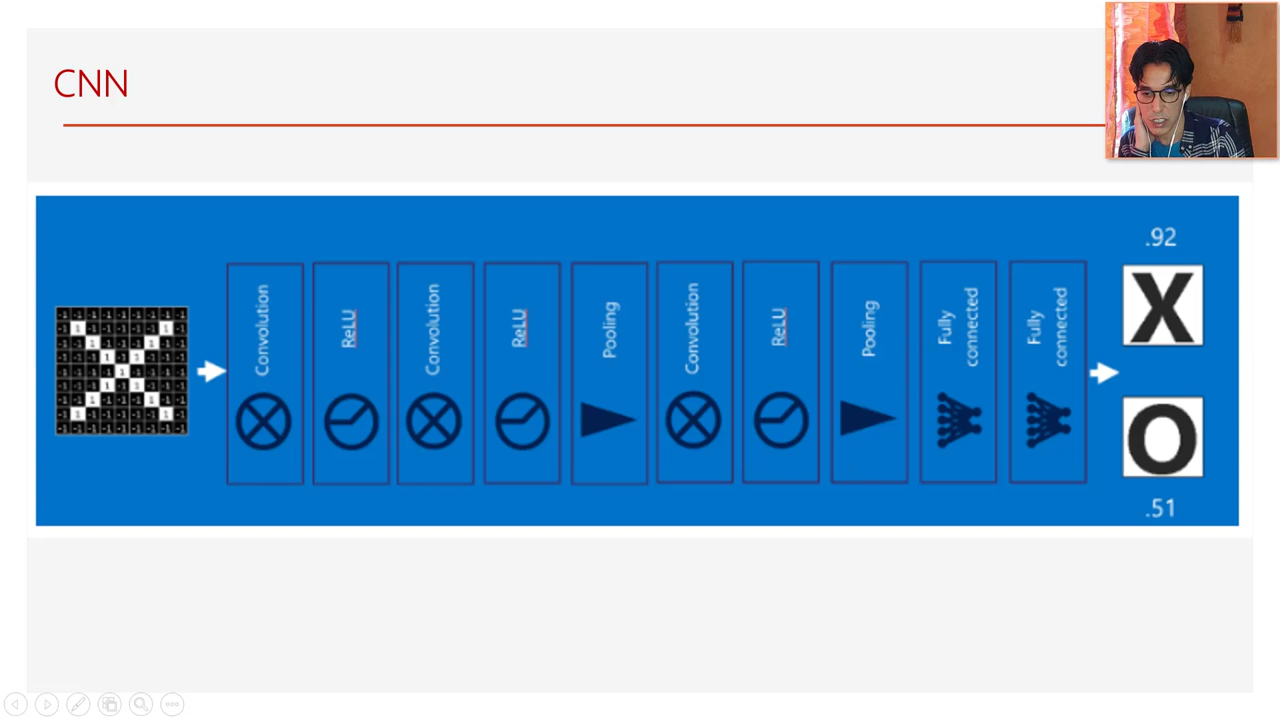 CNN
Convolution
ReLU
Convolution
ReLU
Pooling
Convolution
ReLU
Pooling
Fully
connected
Fully
connected
.92
X
O
.51